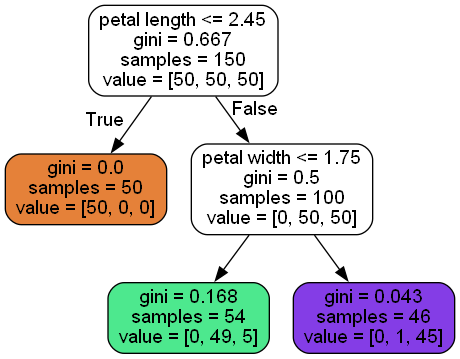 petal length <= 2.45
gini = 0.667
samples = 150
value = [50, 50, 50]
True
False
gini = 0.0
samples = 50
value = [50, 0, 0]
petal width <= 1.75
gini = 0.5
samples = 100
value = [0, 50, 50]
gini = 0.168
samples = 54
value = [0, 49, 5]
gini = 0.043
samples = 46
value = [0, 1, 45]